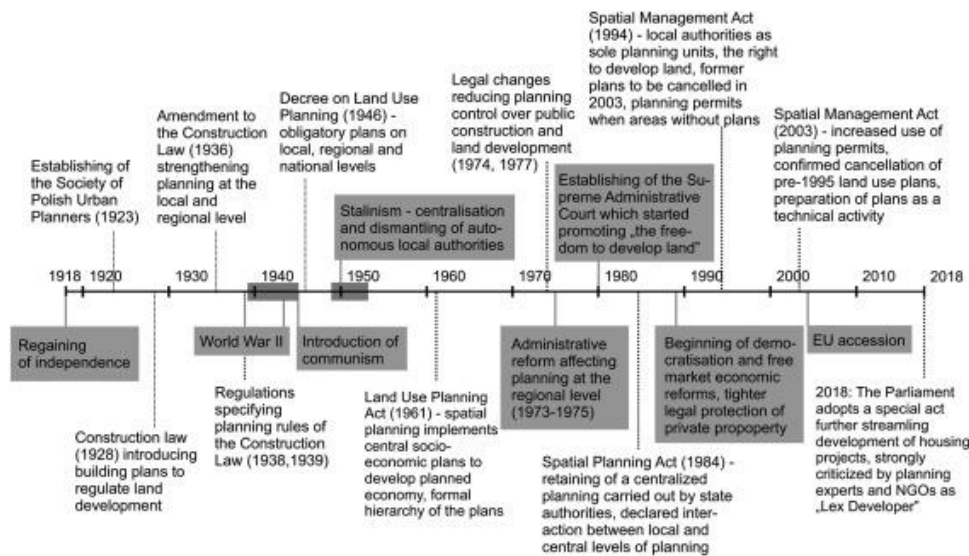 Spatial Management Act
(1994) - local authorities as
sole planning units, the right
to develop land, former
plans to be cancelled in
2003, planning permits
when areas without plans
Legal changes
reducing planning
control over public
construction and
land development
(1974, 1977)
Decree on Land Use
Planning (1946) -
obligatory plans on
local, regional and
national levels
Amendment to
the Construction
Law (1936)
strengthening
planning at the
local and
regional level
Establishing of
the Society of
Polish Urban
Planners (1923)
Spatial Management Act
(2003) - increased use of
planning permits,
confirmed cancellation of
pre-1995 land use plans,
preparation of plans as a
technical activity
Stalinism - centralisation
and dismantling of auto-
nomous local authorities
Establishing of the Su-
preme Administrative
Court which started
promoting „the free-
dom to develop land”
1918 1920 1930 1940 1950 1960 1970 1980 1990 2000 2010 2018
Regaining
of independence
World War II
Introduction of
communism
Administrative
reform affecting
planning at the
regional level
(1973-1975)
Beginning of demo-
cratisation and free
market economic
reforms, tighter
legal protection of
private propoperty
EU accession
Construction law
(1928) introducing
building plans to
regulate land
development
Regulations
specifying
planning rules of
the Construction
Law (1938,1939)
Land Use Planning
Act (1961) - spatial
planning implements
central socio-
economic plans to
develop planned
economy, formal
hierarchy of the plans
Spatial Planning Act (1984) -
retaining of a centralized
planning carried out by state
authorities, declared inter-
action between local and
central levels of planning
2018: The Parliament
adopts a special act
further streamling
development of housing
projects, strongly
criticized by planning
experts and NGOs as
„Lex Developer”